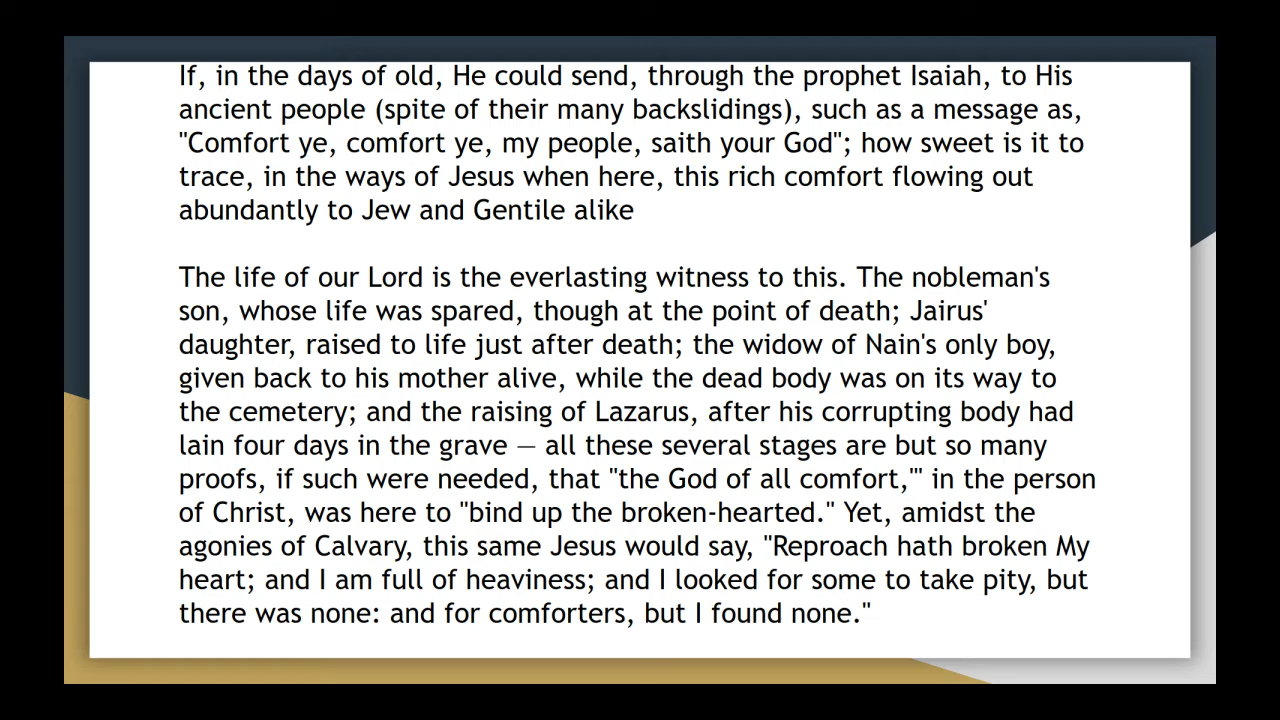 If, in the days of old, He could send, through the prophet Isaiah, to His
ancient people (spite of their many backslidings), such as a message as,
"Comfort ye, comfort ye, my people, saith your God"; how sweet is it to
trace, in the ways of Jesus when here, this rich comfort flowing out
abundantly to Jew and Gentile alike
The life of our Lord is the everlasting witness to this. The nobleman's
son, whose life was spared, though at the point of death; Jairus'
daughter, raised to life just after death; the widow of Nain's only boy,
given back to his mother alive, while the dead body was on its way to
the cemetery; and the raising of Lazarus, after his corrupting body had
lain four days in the grave — all these several stages are but so many
proofs, if such were needed, that "the God of all comfort,'" in the person
of Christ, was here to "bind up the broken-hearted." Yet, amidst the
agonies of Calvary, this same Jesus would say, "Reproach hath broken My
heart; and I am full of heaviness; and I looked for some to take pity, but
there was none: and for comforters, but I found none."